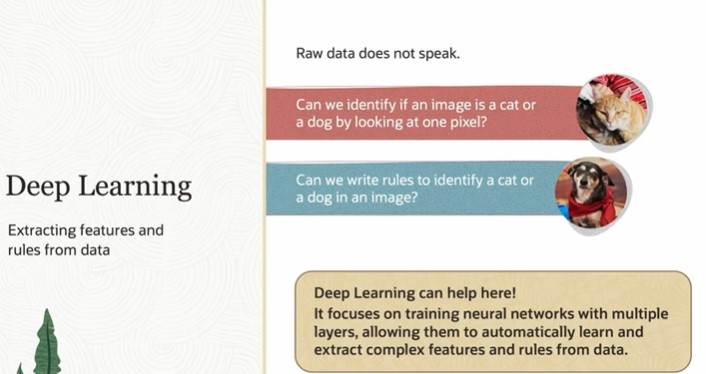 Raw data does not speak.
Can we identify if an image is a cat or
a dog by looking at one pixel?
Deep Learning
Can we write rules to identify a cat or
a dog in an image?
Extracting features and
rules from data
Deep Learning can help here!
It focuses on training neural networks with multiple
layers, allowing them to automatically learn and
extract complex features and rules from data.